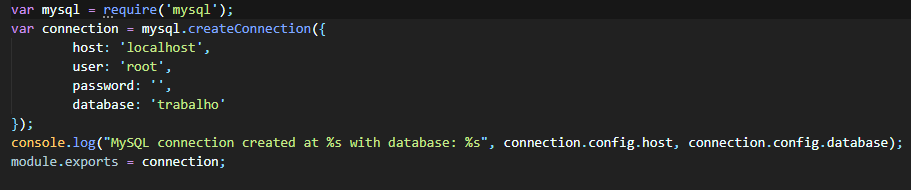 var mysql = require('mysql');
var connection = mysql.createConnection({
        host: 'localhost',
        user: 'root',
        password: '',
        database: 'trabalho'
});
console.log("MySQL connection created at %s with database: %s", connection.config.host, connection.config.database);
module.exports = connection;